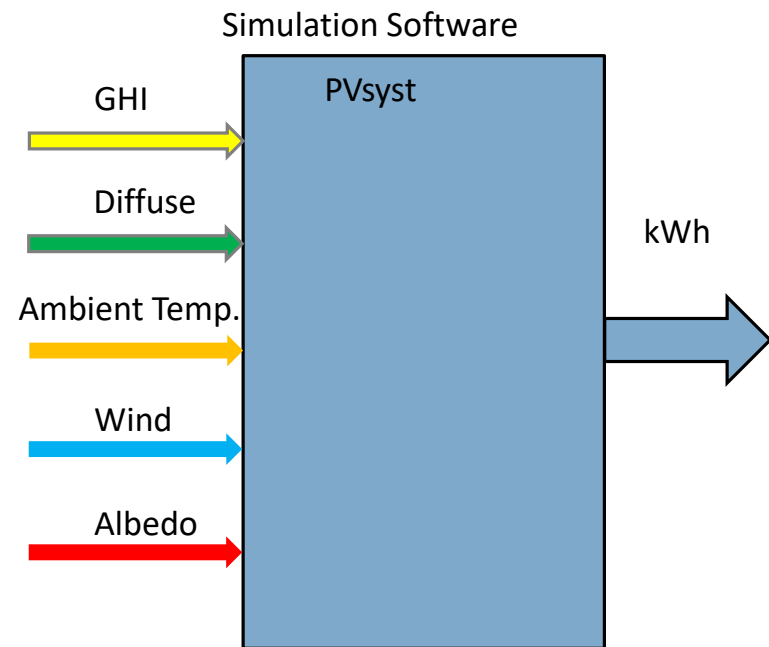 Simulation Software
PVsyst
GHI
Diffuse
kWh
Ambient Temp.
Wind
Albedo